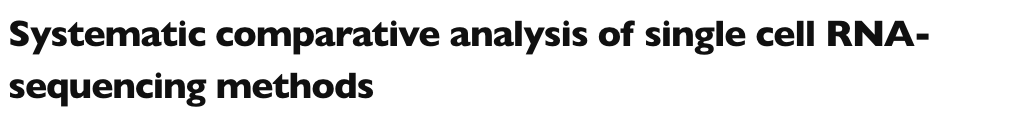 Systematic comparative analysis of single cell RNA-
sequencing methods